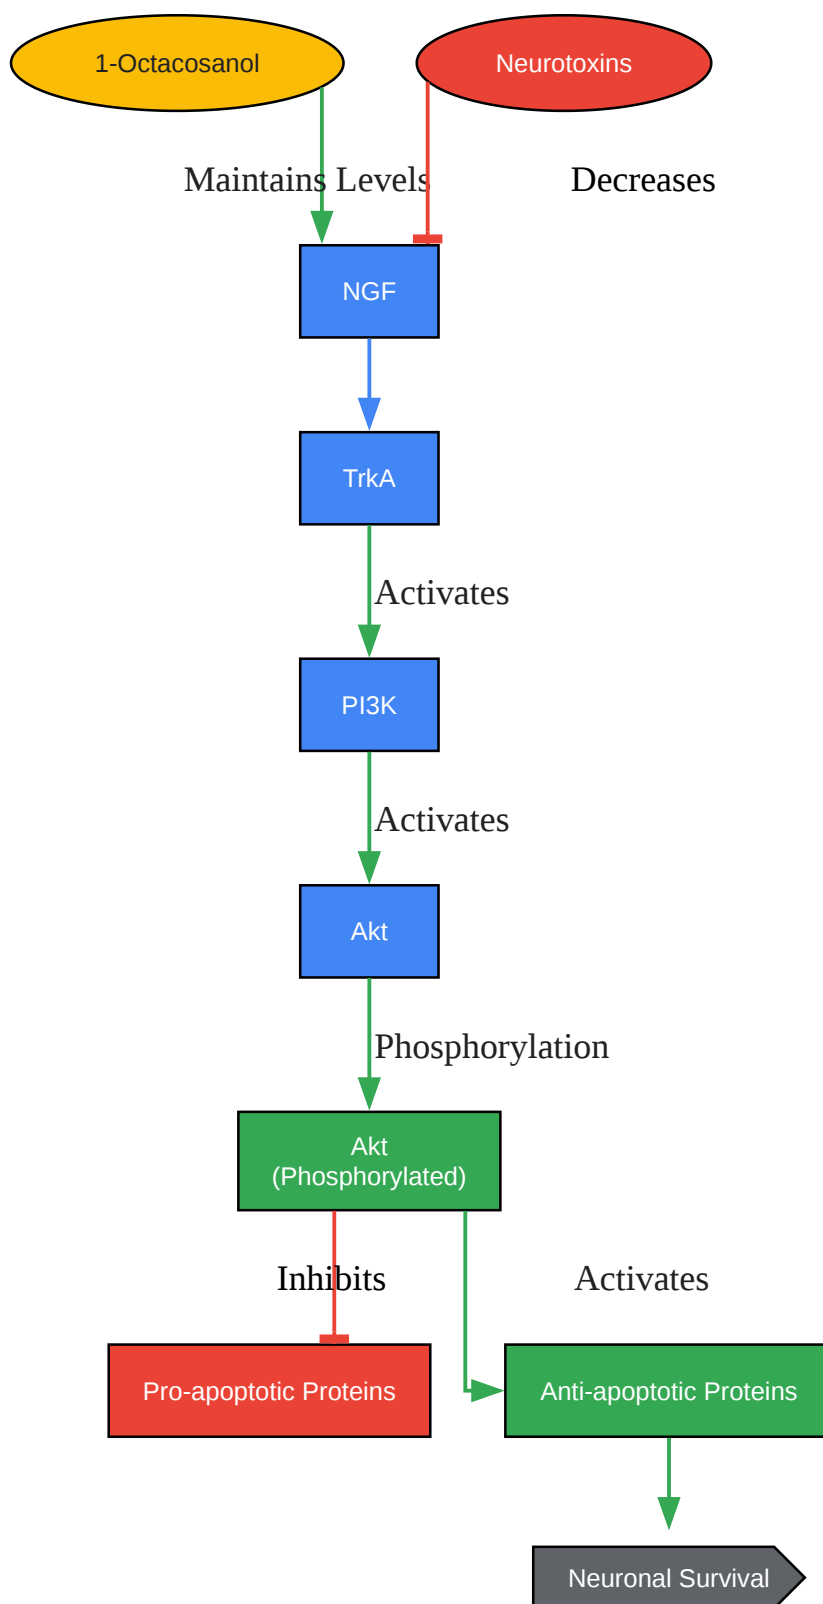 1-Octacosanol
Neurotoxins
Maintains Levels
Decreases
NGF
TrkA
Activates
PI3K
Activates
Akt
Phosphorylation
Akt
(Phosphorylated)
Inhibits
Activates
Pro-apoptotic Proteins
Anti-apoptotic Proteins
Neuronal Survival